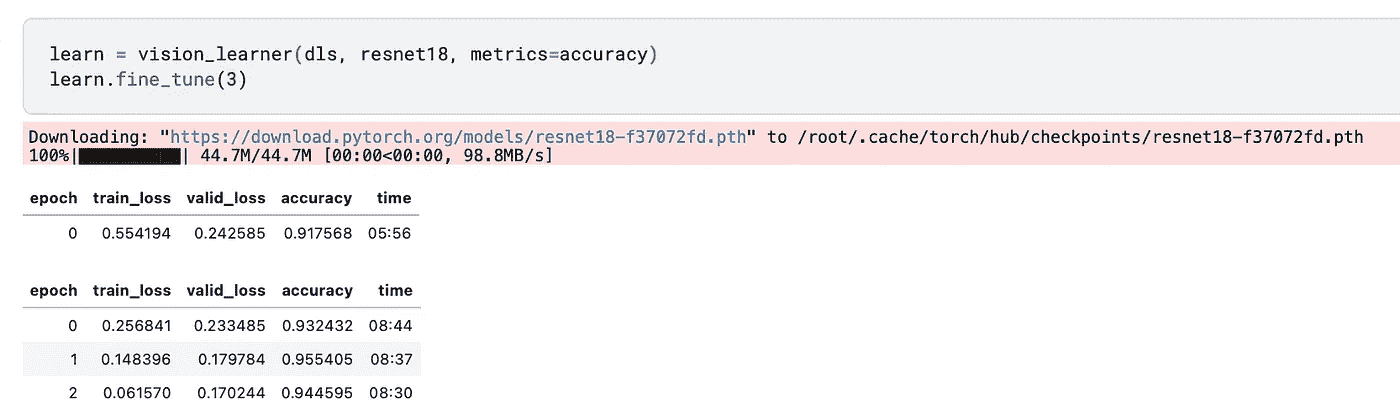 learn = vision_learner(dls, resnet18, metrics=accuracy)
learn.fine_tune(3)
Downloading: "https://download.pytorch.org/models/resnet18-f37072fd.pth" to /root/.cache/torch/hub/checkpoints/resnet18-f37072fd.pth
100%|██████████| 44.7M/44.7M [00:00<00:00, 98.8MB/s]
epoch train_loss valid_loss accuracy time
0 0.554194 0.242585 0.917568 05:56
epoch train_loss valid_loss accuracy time
0 0.256841 0.233485 0.932432 08:44
1 0.148396 0.179784 0.955405 08:37
2 0.061570 0.170244 0.944595 08:30